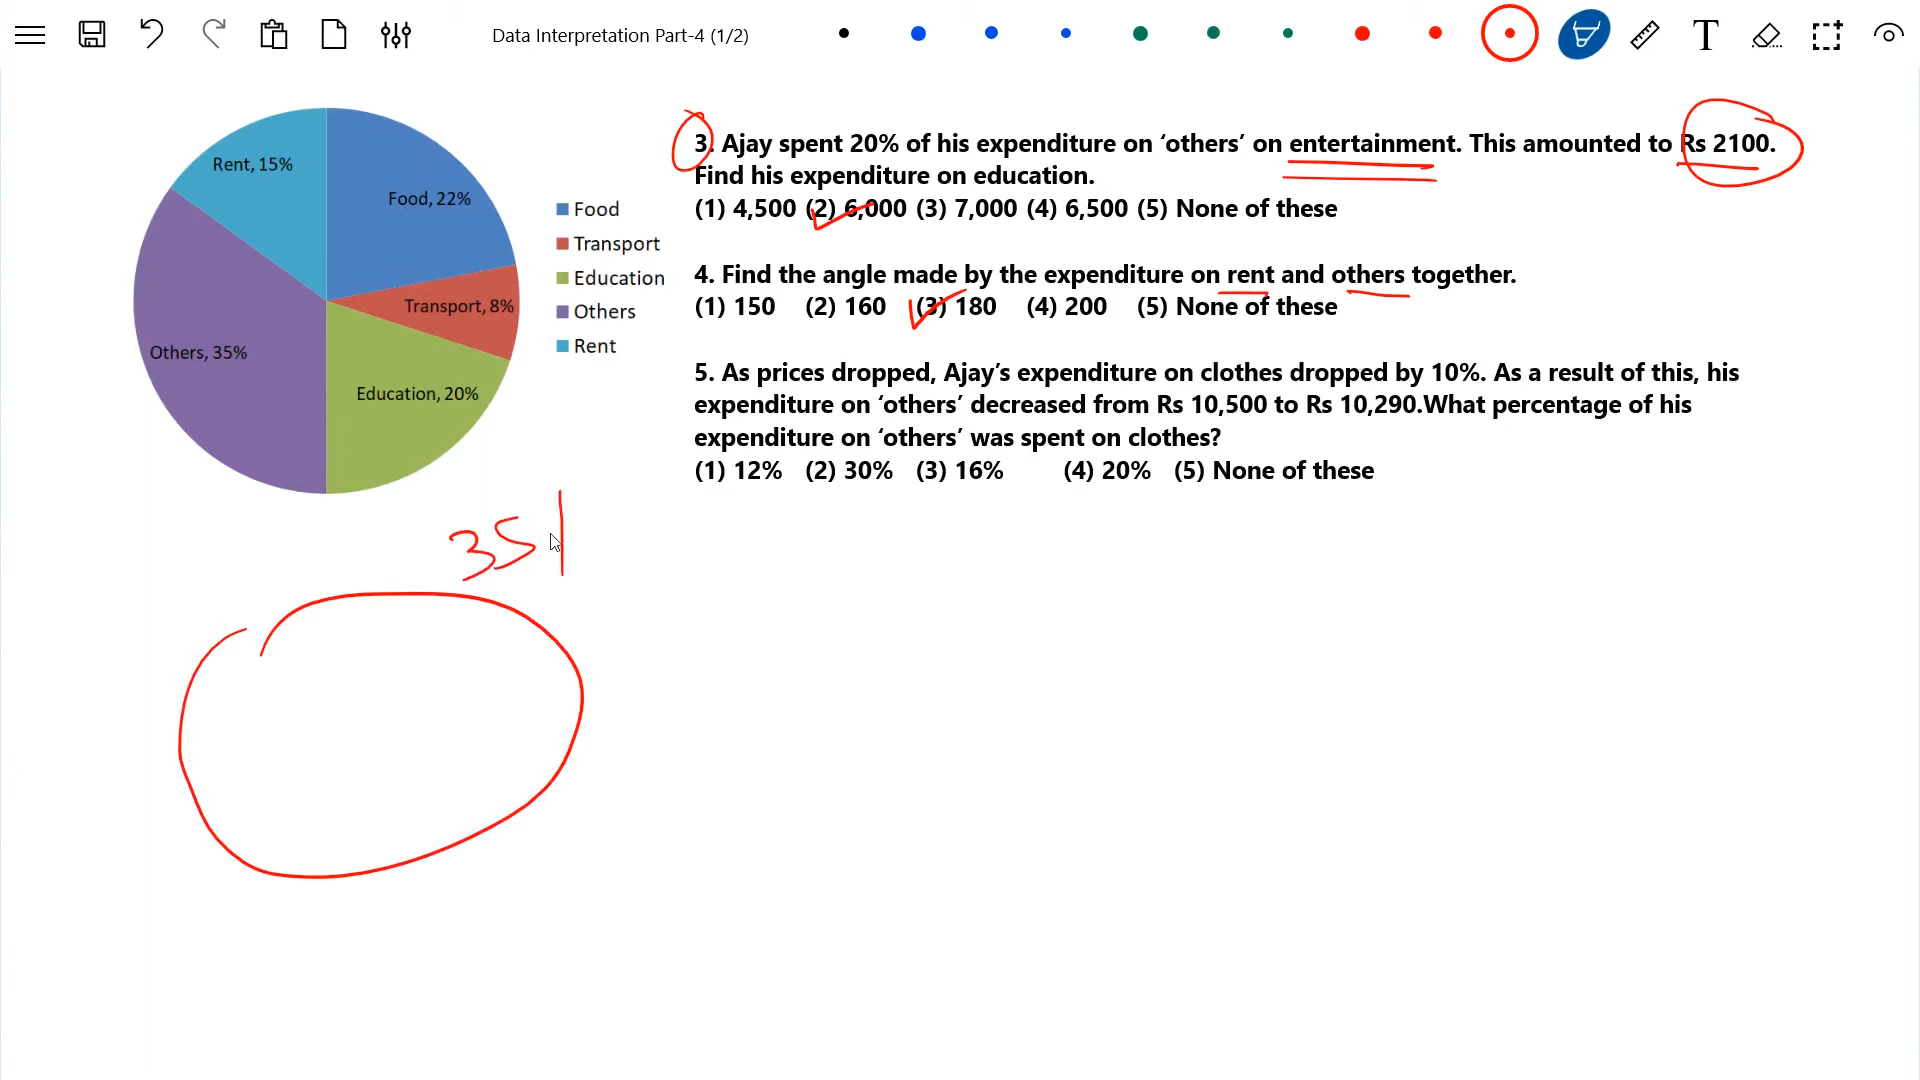 T
Data Interpretation Part-4 (1/2)
Rent, 15%
Food, 22%
Transport, 8%
Others, 35%
Education, 20%
Food
Transport
Education
Others
Rent
3. Ajay spent 20% of his expenditure on ‘others’ on entertainment. This amounted to Rs 2100.
Find his expenditure on education.
(1) 4,500 (2) 6,000 (3) 7,000 (4) 6,500 (5) None of these
4. Find the angle made by the expenditure on rent and others together.
(1) 150 (2) 160 (3) 180 (4) 200 (5) None of these
5. As prices dropped, Ajay’s expenditure on clothes dropped by 10%. As a result of this, his
expenditure on ‘others’ decreased from Rs 10,500 to Rs 10,290.What percentage of his
expenditure on ‘others’ was spent on clothes?
(1) 12% (2) 30% (3) 16% (4) 20% (5) None of these
35